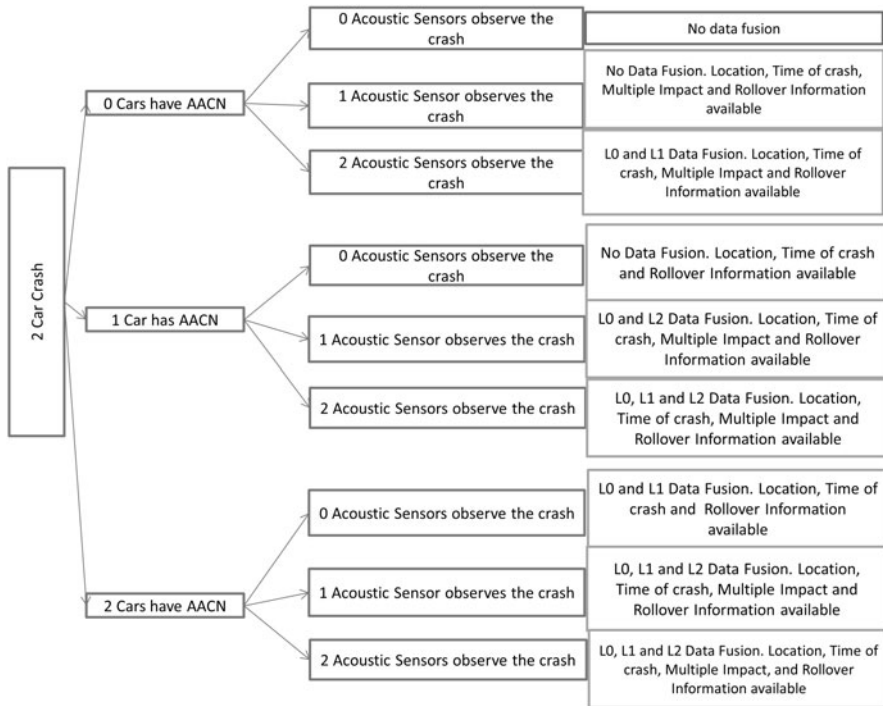 2 Car Crash
0 Cars have AACN
0 Acoustic Sensors observe the
crash
No data fusion
1 Acoustic Sensor observes the
crash
No Data Fusion. Location, Time of crash,
Multiple Impact and Rollover Information
available
2 Acoustic Sensors observe the
crash
L0 and L1 Data Fusion. Location, Time of
crash, Multiple Impact and Rollover
Information available
1 Car has AACN
0 Acoustic Sensors observe the
crash
No Data Fusion. Location, Time of crash
and Rollover Information available
1 Acoustic Sensor observes the crash
L0 and L2 Data Fusion. Location, Time of
crash, Multiple Impact and Rollover
Information available
2 Acoustic Sensors observe the crash
L0, L1 and L2 Data Fusion. Location,
Time of crash, Multiple Impact and
Rollover Information available
2 Cars have AACN
0 Acoustic Sensors observe the crash
L0 and L1 Data Fusion. Location, Time of
crash and Rollover Information
available
1 Acoustic Sensor observes the crash
L0, L1 and L2 Data Fusion. Location,
Time of crash, Multiple Impact and
Rollover Information available
2 Acoustic Sensors observe the crash
L0, L1 and L2 Data Fusion. Location, Time of
crash, Multiple Impact, and Rollover
Information available